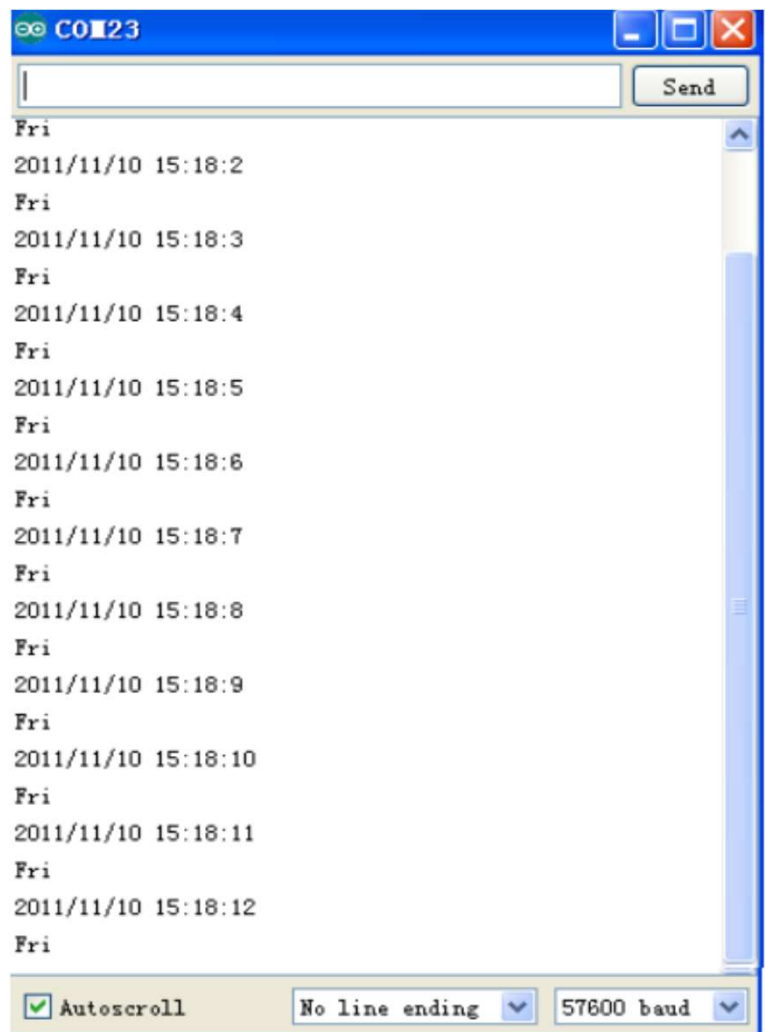 COM23
Send
Fri
2011/11/10 15:18:2
Fri
2011/11/10 15:18:3
Fri
2011/11/10 15:18:4
Fri
2011/11/10 15:18:5
Fri
2011/11/10 15:18:6
Fri
2011/11/10 15:18:7
Fri
2011/11/10 15:18:8
Fri
2011/11/10 15:18:9
Fri
2011/11/10 15:18:10
Fri
2011/11/10 15:18:11
Fri
2011/11/10 15:18:12
Fri
Autoscroll No line ending 57600 baud